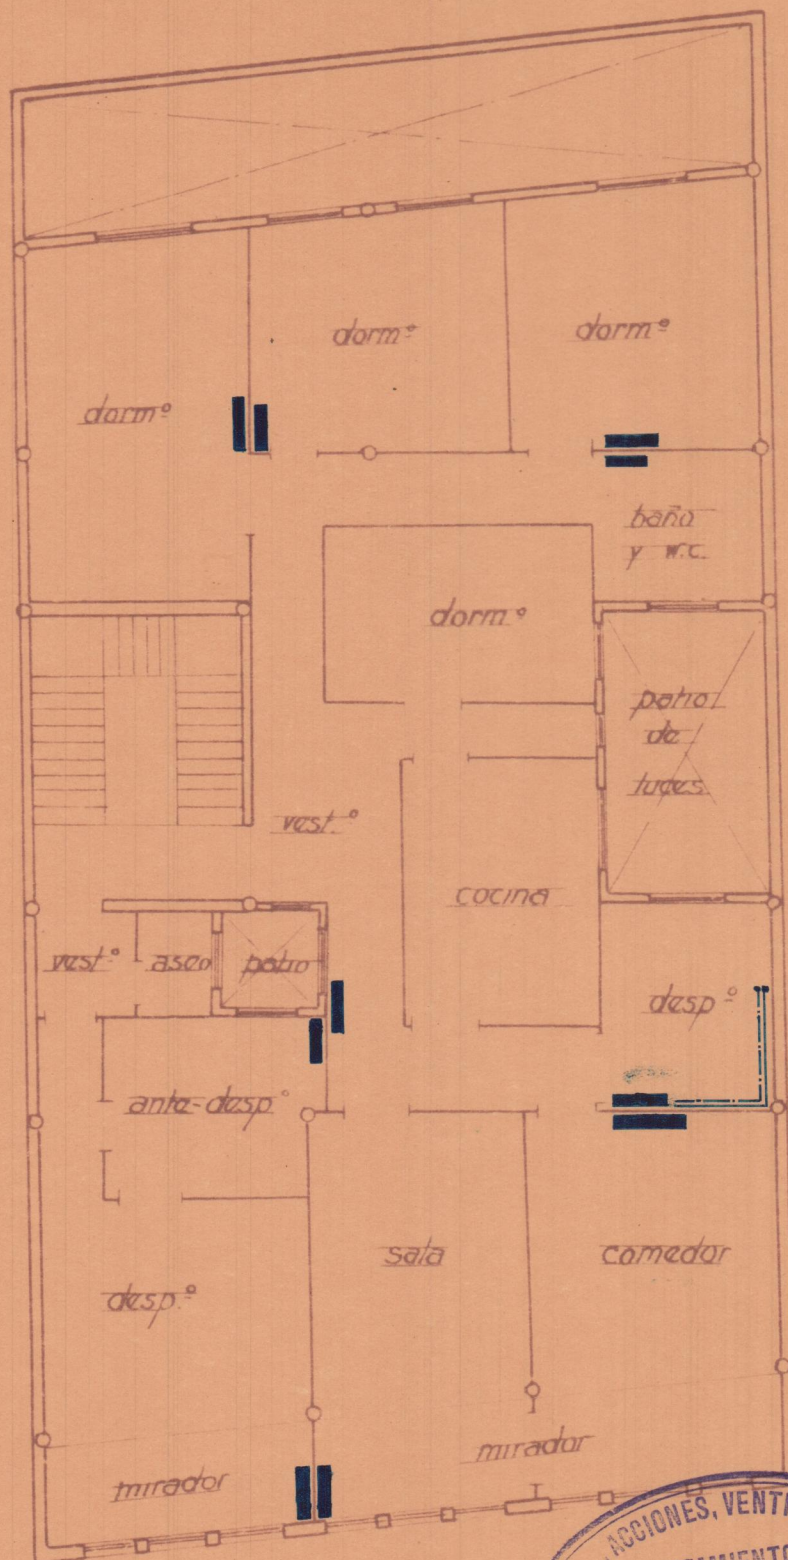 dorm.º
dorm.º
dorm.º
baño
y W.C.
dorm.º
patio
de
luces
vest.º
cocina
vest.º
aseo
patio
desp.º
ante-desp.º
sala
comedor
desp.º
mirador
mirador
ACCIONES, VENT